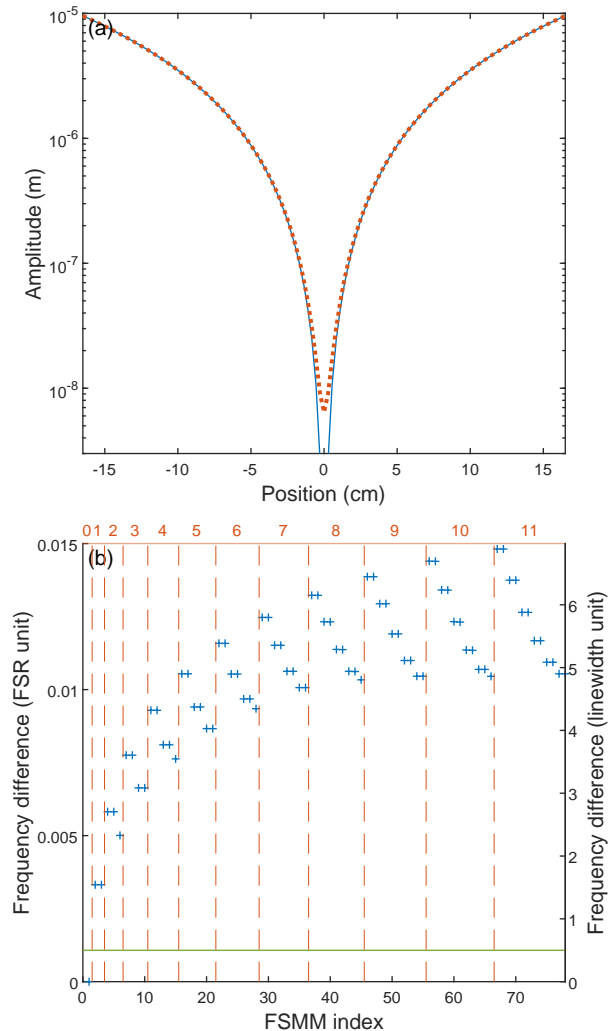 (a)
10^-5
10^-6
10^-7
10^-8
Amplitude (m)
-15 -10 -5 0 5 10 15
Position (cm)
0 1 2 3 4 5 6 7 8 9 10 11
(b)
0.015
0.01
0.005
0
Frequency difference (FSR unit)
6
5
4
3
2
1
0
Frequency difference (linewidth unit)
0 10 20 30 40 50 60 70
FSMM index